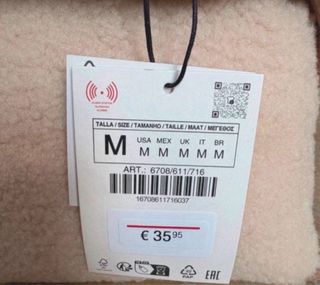 TALLA / SIZE / TAMANHO / TAILLE / MAAT / ΜΕΓΕΘΟΣ
M
USA MEX UK IT BR
M M M M M
ART.: 6708/611/716
16708611716037
€ 35 95
PAP
EAC